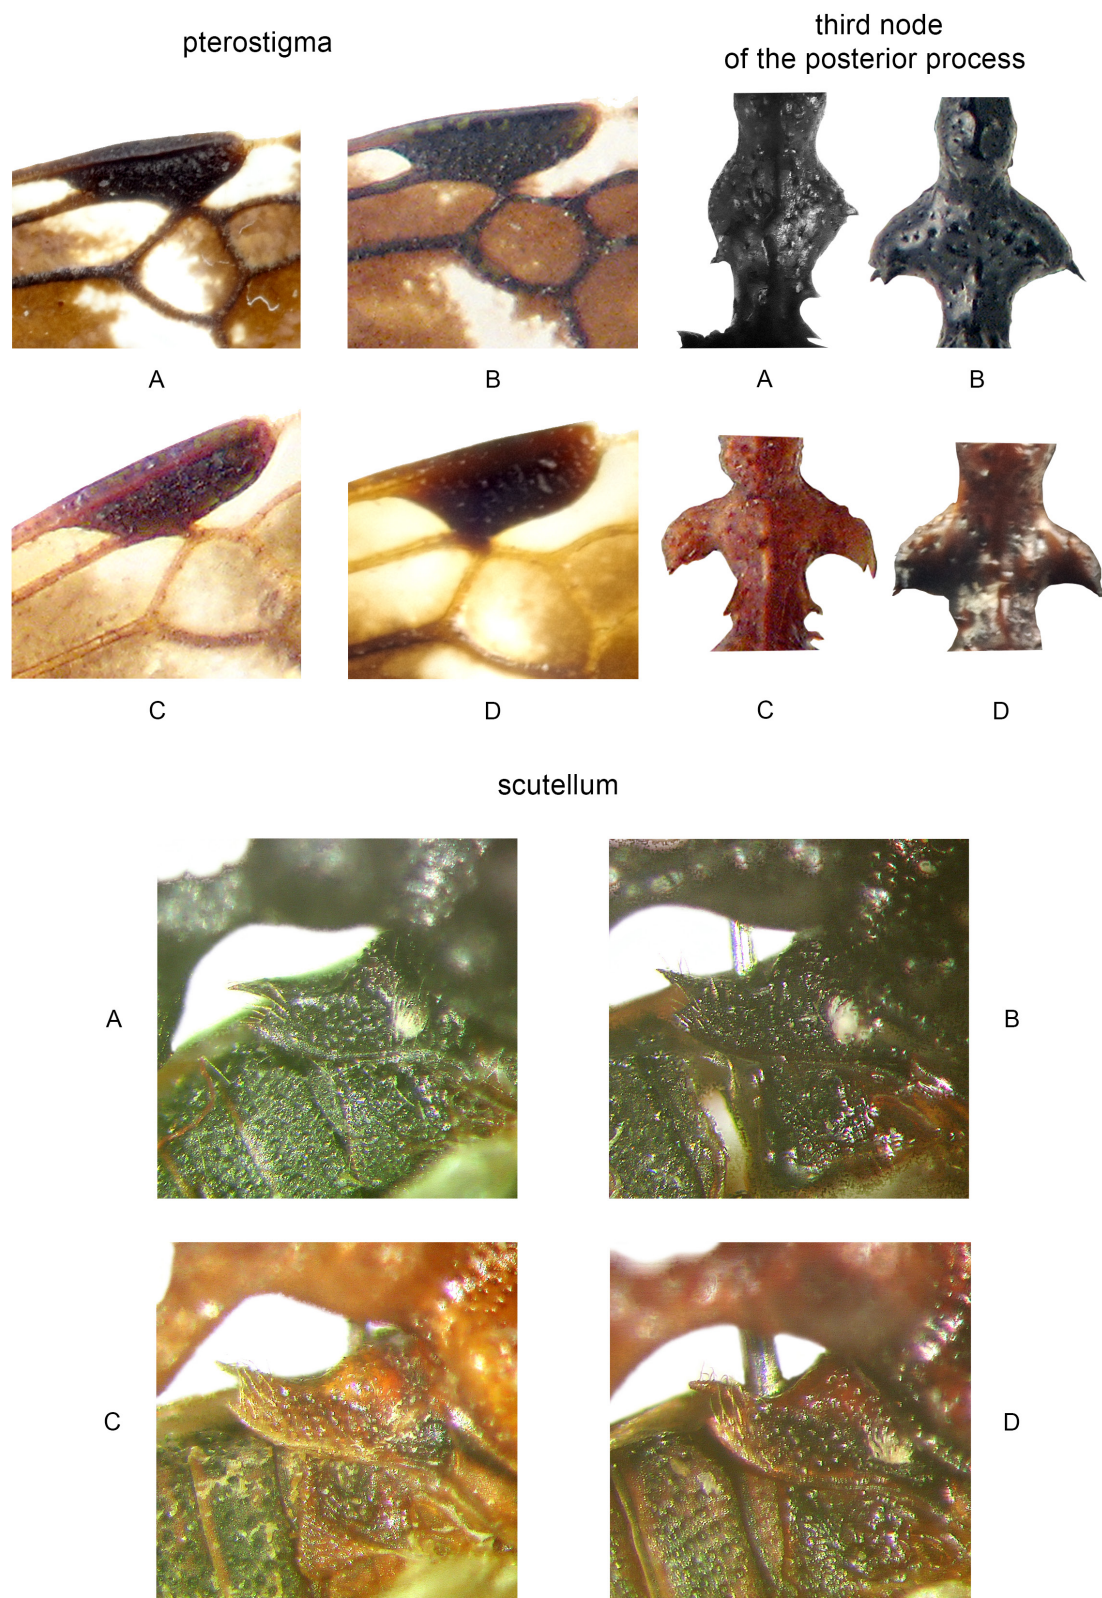 pterostigma
third node
of the posterior process
A
B
A
B
C
D
C
D
scutellum
A
B
C
D